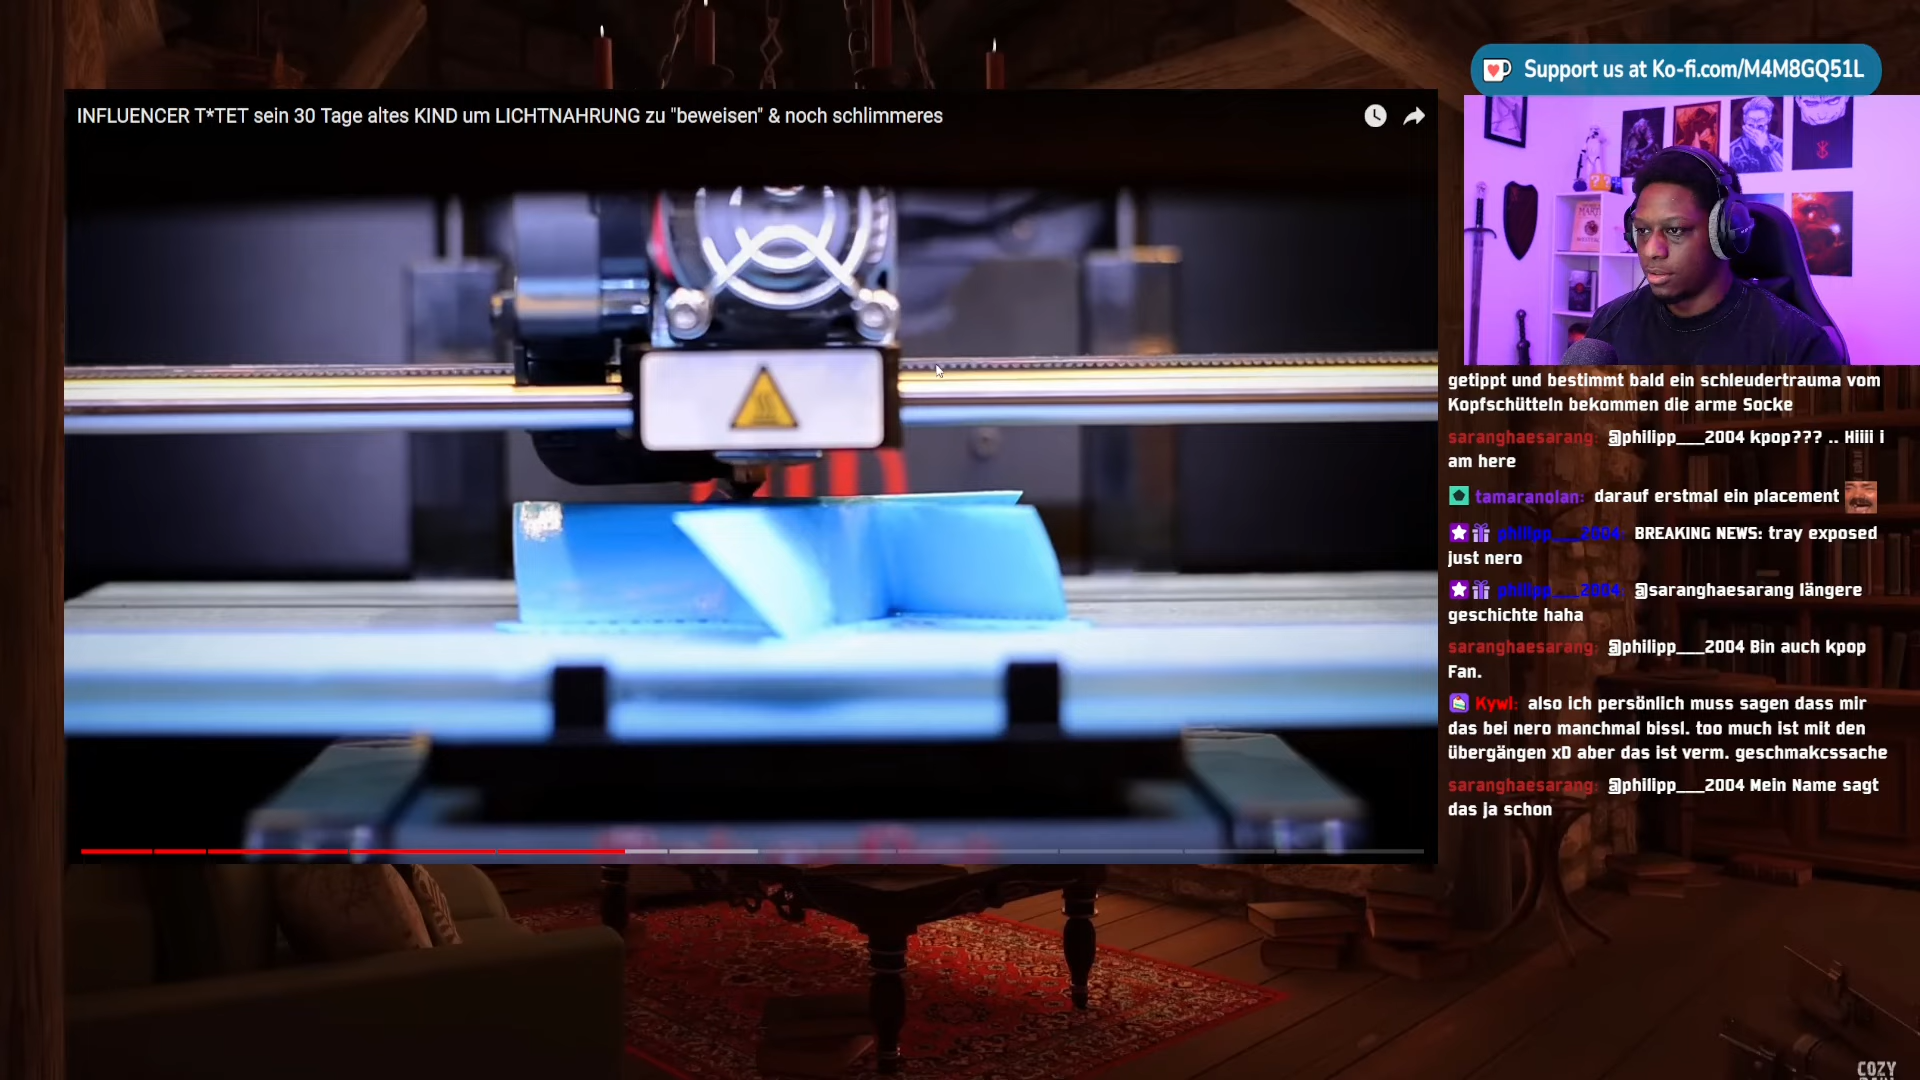 Support us at Ko-fi.com/M4M8GQ51L
INFLUENCER T*TET sein 30 Tage altes KIND um LICHTNAHRUNG zu "beweisen" & noch schlimmeres
getippt und bestimmt bald ein schleudertrauma vom
Kopfschütteln bekommen die arme Socke
saranghaesarang: @philipp___2004 kpop??? .. Hiiii i
am here
tamaranolan: darauf erstmal ein placement
philipp___2004: BREAKING NEWS: tray exposed
just nero
philipp___2004: @saranghaesarang längere
geschichte haha
saranghaesarang: @philipp___2004 Bin auch kpop
Fan.
Kywi: also ich persönlich muss sagen dass mir
das bei nero manchmal bissl. too much ist mit den
übergängen xD aber das ist verm. geschmakcssache
saranghaesarang: @philipp___2004 Mein Name sagt
das ja schon
COZY